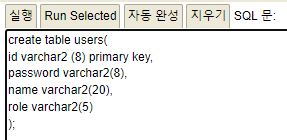 실행 Run Selected 자동 완성 지우기 SQL 문:
create table users(
id varchar2 (8) primary key,
password varchar2(8),
name varchar2(20),
role varchar2(5)
);